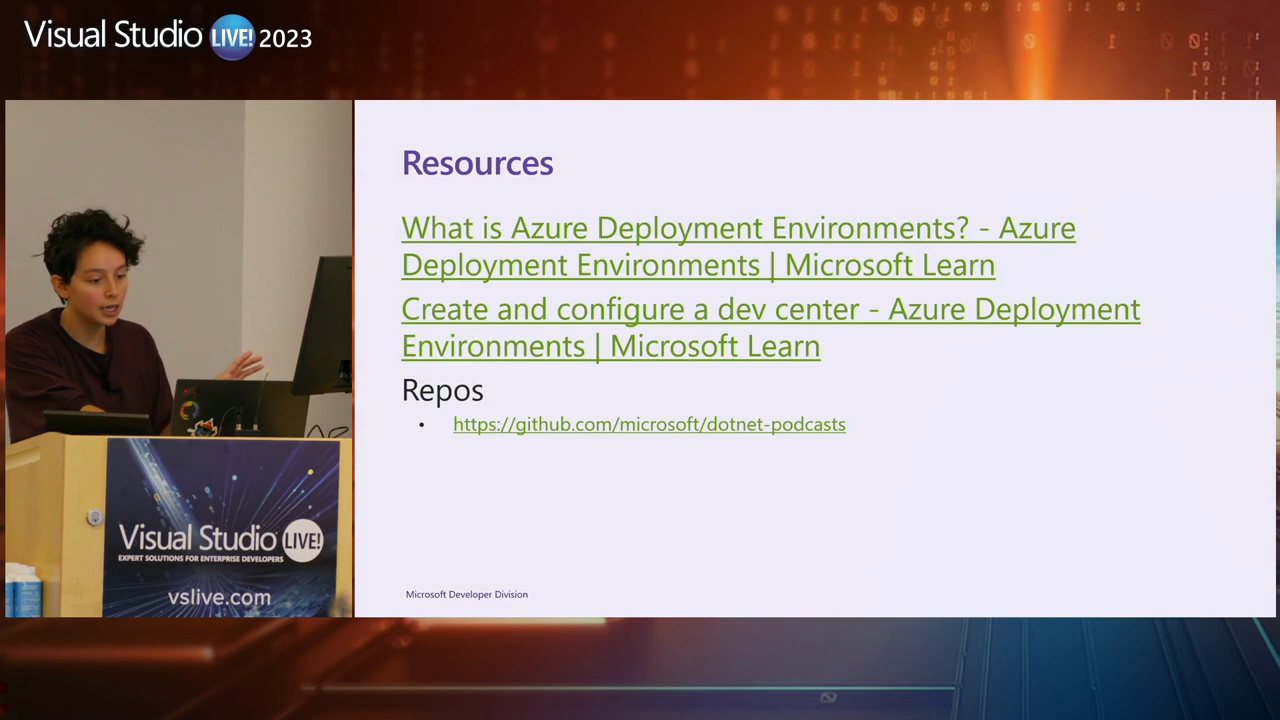 Visual Studio LIVE! 2023
Resources
What is Azure Deployment Environments? - Azure
Deployment Environments | Microsoft Learn
Create and configure a dev center - Azure Deployment
Environments | Microsoft Learn
Repos
• https://github.com/microsoft/dotnet-podcasts
Microsoft Developer Division
Visual Studio LIVE!
EXPERT SOLUTIONS FOR ENTERPRISE DEVELOPERS
vslive.com